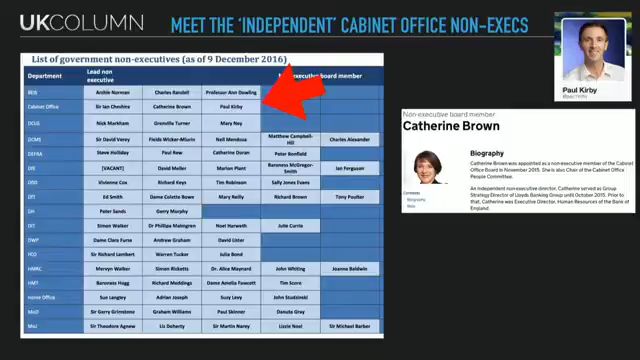 UKCOLUMN
MEET THE 'INDEPENDENT' CABINET OFFICE NON-EXECS
List of government non-executives (as of 9 December 2016)
Department Lead non executive executive board member
BEIS Archie Norman Charles Randell Professor Ann Dowling
Cabinet Office Sir Ian Cheshire Catherine Brown Paul Kirby
DCLG Nick Markham Grenville Turner Mary Ney
DCMS Sir David Verey Fields Wicker-Miurin Neil Mendoza Matthew Campbell-Hill Charles Alexander
DEFRA Steve Holliday Paul Rew Catherine Doran Peter Bonfield
DfE [VACANT] David Meller Marion Plant Baroness McGregor-Smith Ian Ferguson
Vivienne Cox Richard Keys Tim Robinson Sally Jones Evans
DfT Ed Smith Dame Colette Bowe Mary Reilly Richard Brown Tony Poulter
DH Peter Sands Gerry Murphy
DIT Simon Walker Dr Phillipa Makingren Noel Harwerth Julie Currie
DWP Dame Clara Furse Andrew Graham David Lister
FCO Sir Richard Lambert Warren Tucker Julia Bond
HMRC Mervyn Walker Simon Ricketts Dr. Alice Maynard John Whiting Joanna Baldwin
HMT Baroness Hogg Richard Meddings Dame Amelia Fawcett Tim Score
Home Office Sue Langley Adrian Joseph Suzy Levy John Studzinski
MoD Sir Gerry Grimstone Graham Williams Paul Skinner Danuta Gray
MoJ Sir Theodore Agnew Liz Doherty Sir Martin Narey Lizzie Noel Sir Michael Barber
Paul Kirby
Non-executive board member
Catherine Brown
Biography
Catherine Brown was appointed as a non-executive member of the Cabinet
Office Board in November 2015. She is also Chair of the Cabinet Office
People Committee.
An independent non-executive director, Catherine served as Group
Strategy Director of Lloyds Banking Group until October 2015. Prior to
that, Catherine was Executive Director, Human Resources of the Bank of
England.
Contents
Biography